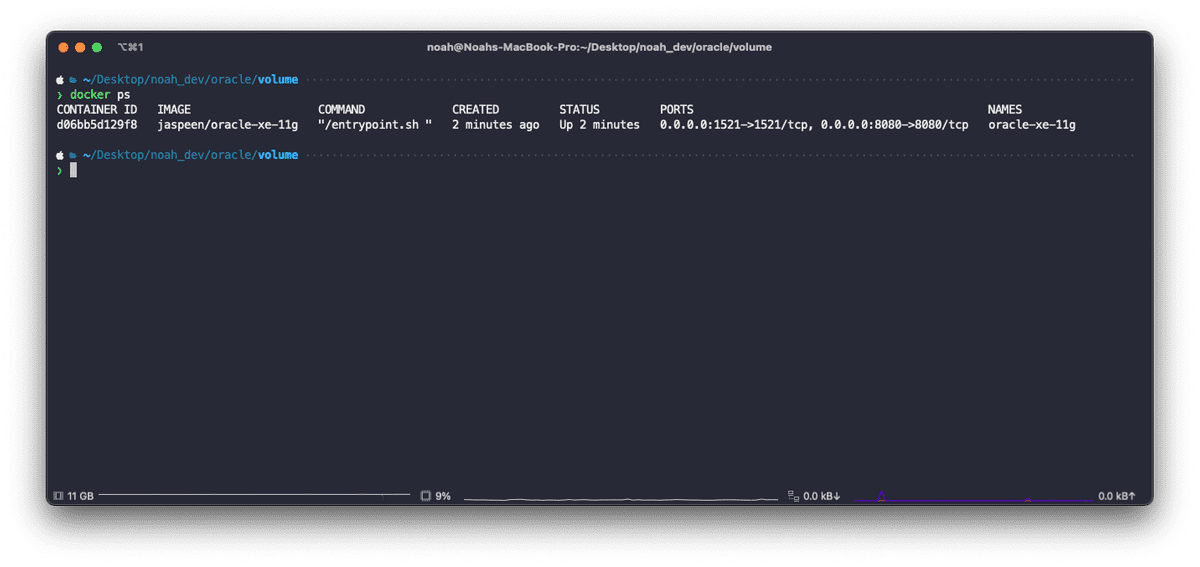 ⌥⌘1 noah@Noahs-MacBook-Pro:~/Desktop/noah_dev/oracle/volume
~/Desktop/noah_dev/oracle/volume
❯ docker ps
CONTAINER ID IMAGE COMMAND CREATED STATUS PORTS NAMES
d06bb5d129f8 jaspeen/oracle-xe-11g "/entrypoint.sh " 2 minutes ago Up 2 minutes 0.0.0.0:1521->1521/tcp, 0.0.0.0:8080->8080/tcp oracle-xe-11g
~/Desktop/noah_dev/oracle/volume
❯
11 GB 9% 0.0 kB↓ 0.0 kB↑